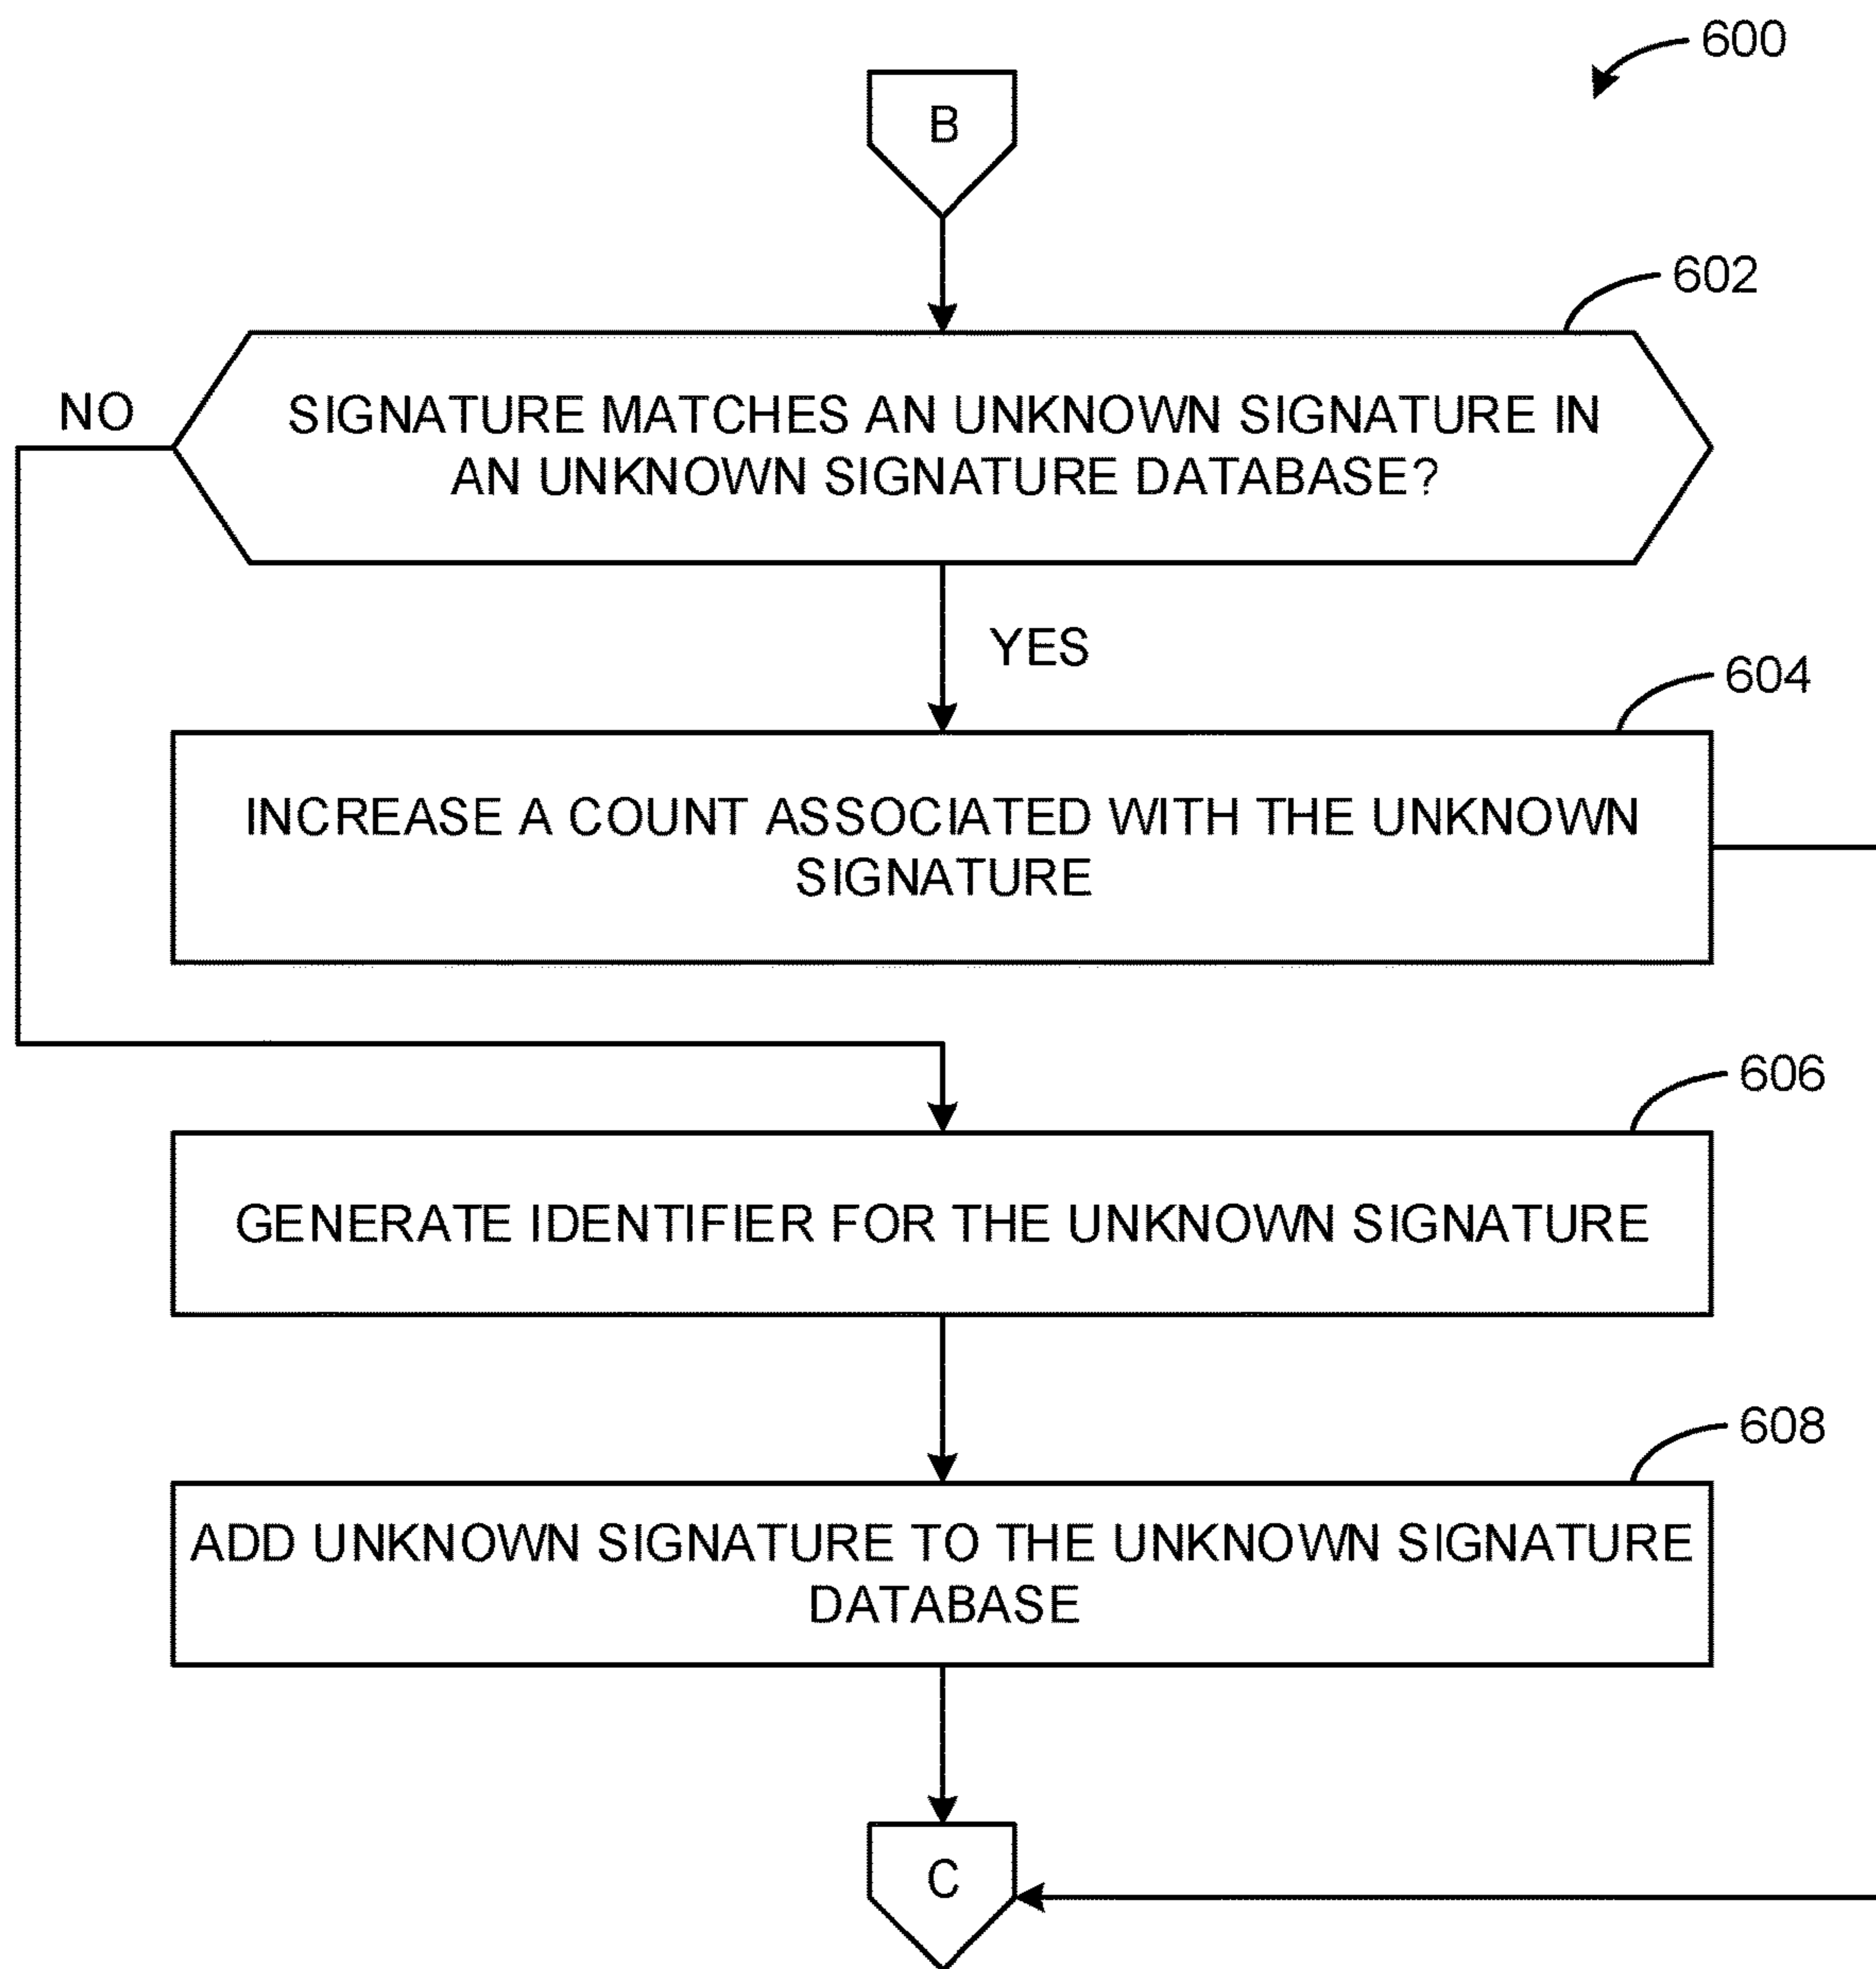 600
B
602
NO
SIGNATURE MATCHES AN UNKNOWN SIGNATURE IN
AN UNKNOWN SIGNATURE DATABASE?
YES
604
INCREASE A COUNT ASSOCIATED WITH THE UNKNOWN
SIGNATURE
606
GENERATE IDENTIFIER FOR THE UNKNOWN SIGNATURE
608
ADD UNKNOWN SIGNATURE TO THE UNKNOWN SIGNATURE
DATABASE
C